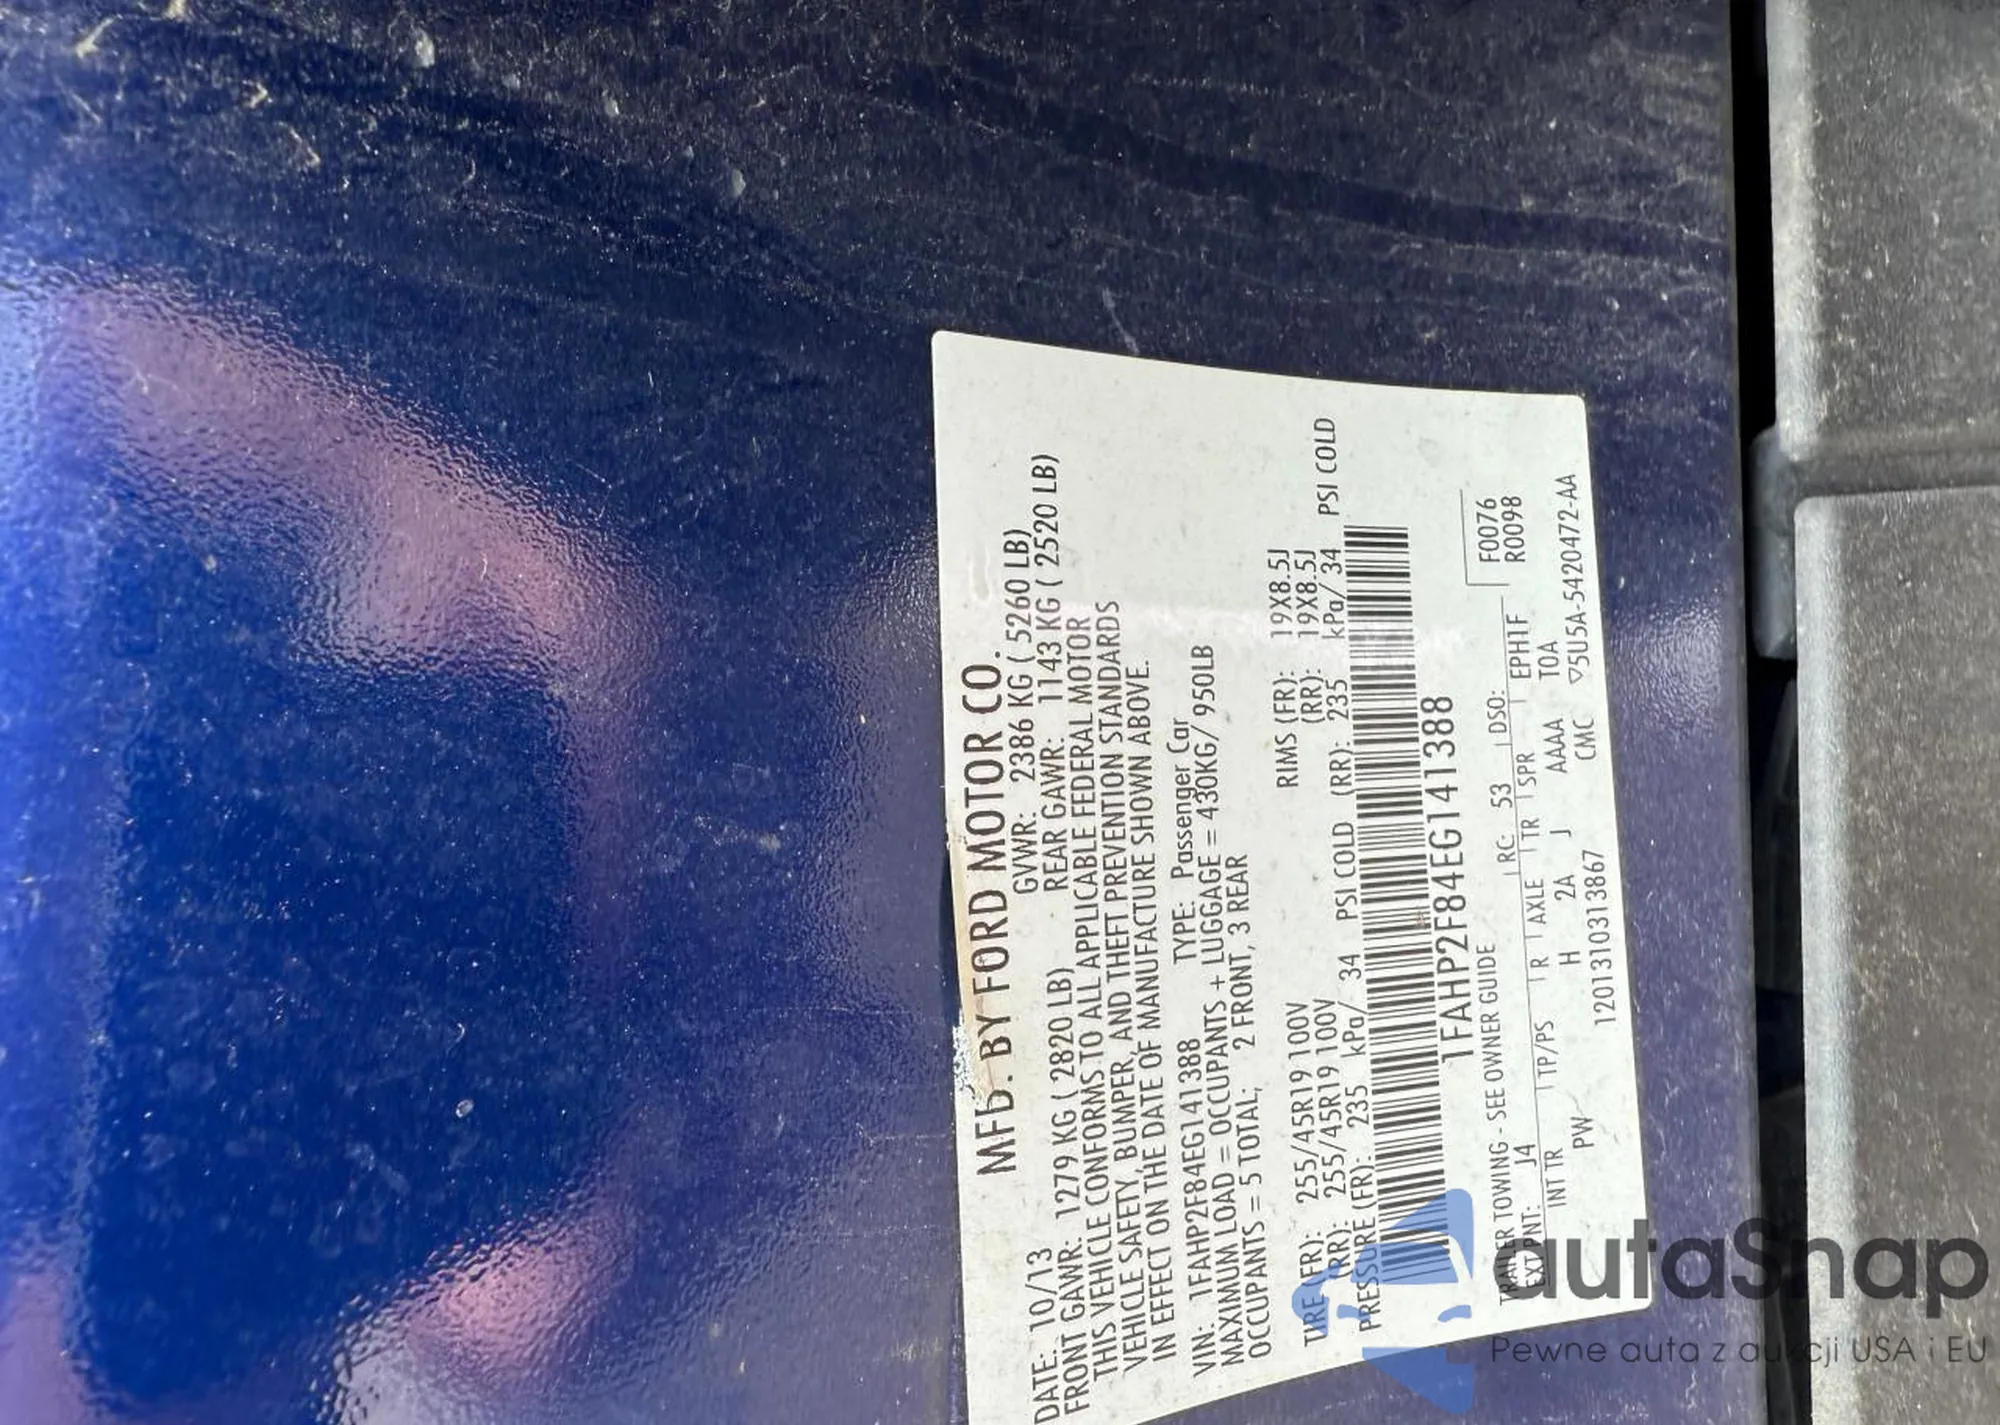 MFD. BY FORD MOTOR CO.
DATE: 10/13 GVWR: 2386 KG ( 5260 LB)
FRONT GAWR: 1279 KG ( 2820 LB) REAR GAWR: 1143 KG ( 2520 LB)
THIS VEHICLE CONFORMS TO ALL APPLICABLE FEDERAL MOTOR
VEHICLE SAFETY, BUMPER, AND THEFT PREVENTION STANDARDS
IN EFFECT ON THE DATE OF MANUFACTURE SHOWN ABOVE.
VIN: 1FAHP2F84EG141388 TYPE: Passenger Car
MAXIMUM LOAD = OCCUPANTS + LUGGAGE = 430KG/ 950LB
OCCUPANTS = 5 TOTAL; 2 FRONT, 3 REAR
TIRE (FR): 255/45R19 100V RIMS (FR): 19X8.5J
(RR): 255/45R19 100V (RR): 19X8.5J
PRESSURE (FR): 235 kPa/ 34 PSI COLD (RR): 235 kPa/ 34 PSI COLD
1FAHP2F84EG141388
TRAILER TOWING - SEE OWNER GUIDE
F0076
R0098
EXT PNT: J4 RC: 53 DSO:
INT TR TP/PS R AXLE TR SPR EPH1F
PW H 2A J AAAA T0A
1201310313867 CMC ▽5U5A-5420472-AA
autaSnap
Pewne auta z aukcji USA i EU